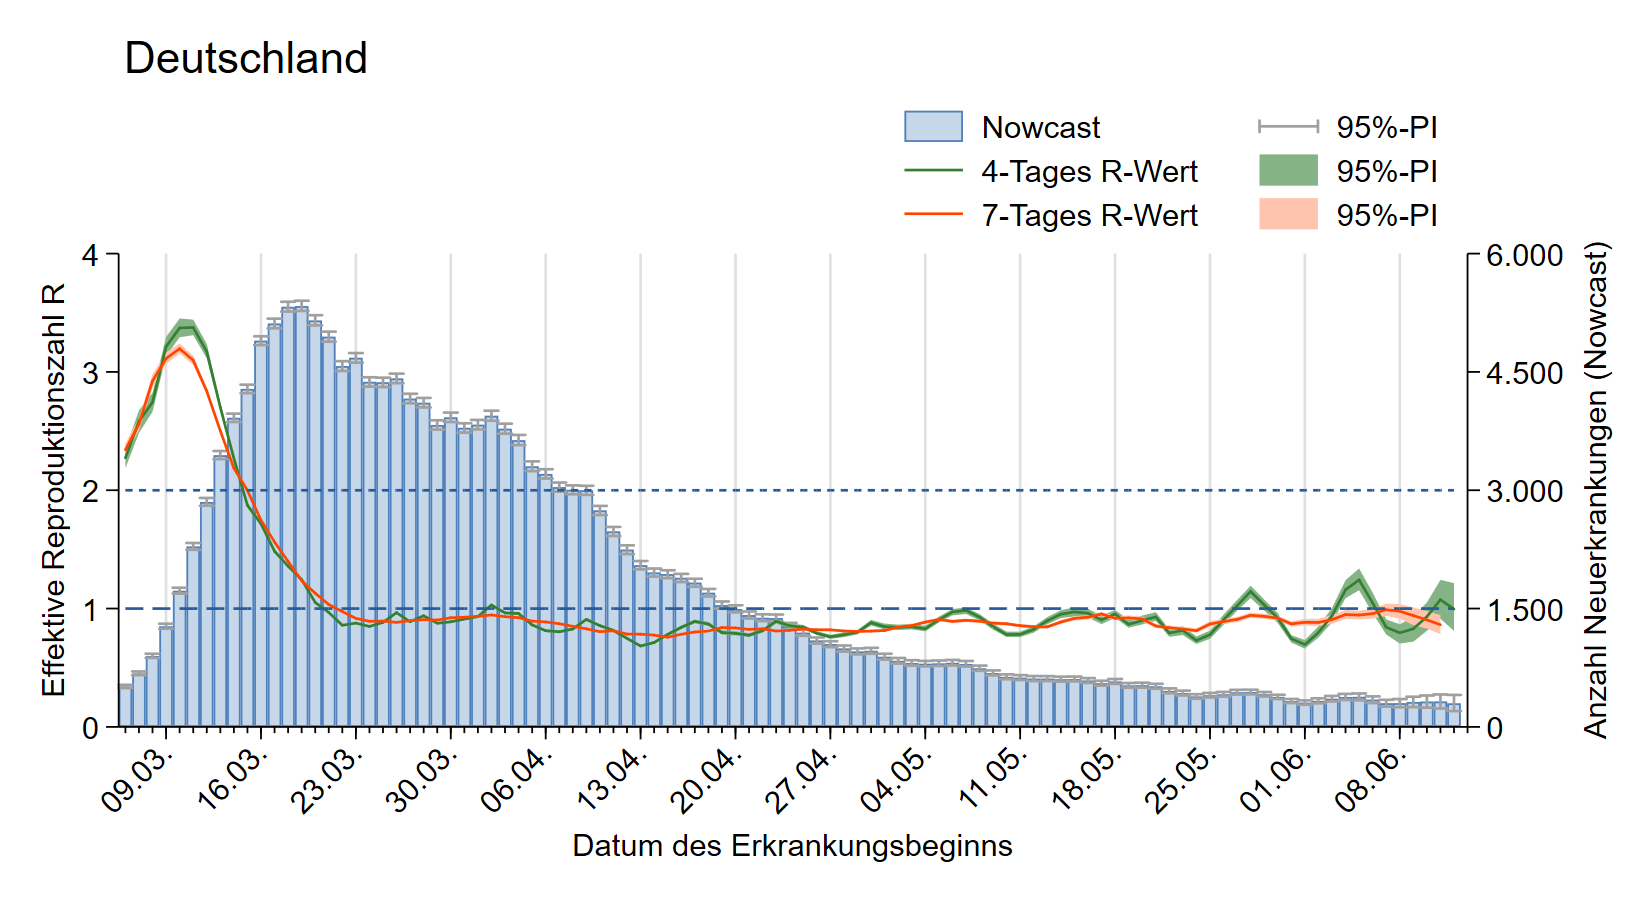 Deutschland
Nowcast 95%-PI
4-Tages R-Wert 95%-PI
7-Tages R-Wert 95%-PI
Effektive Reproduktionszahl R
4
3
2
1
0
6.000
4.500
3.000
1.500
0
Anzahl Neuerkrankungen (Nowcast)
09.03. 16.03. 23.03. 30.03. 06.04. 13.04. 20.04. 27.04. 04.05. 11.05. 18.05. 25.05. 01.06. 08.06.
Datum des Erkrankungsbeginns